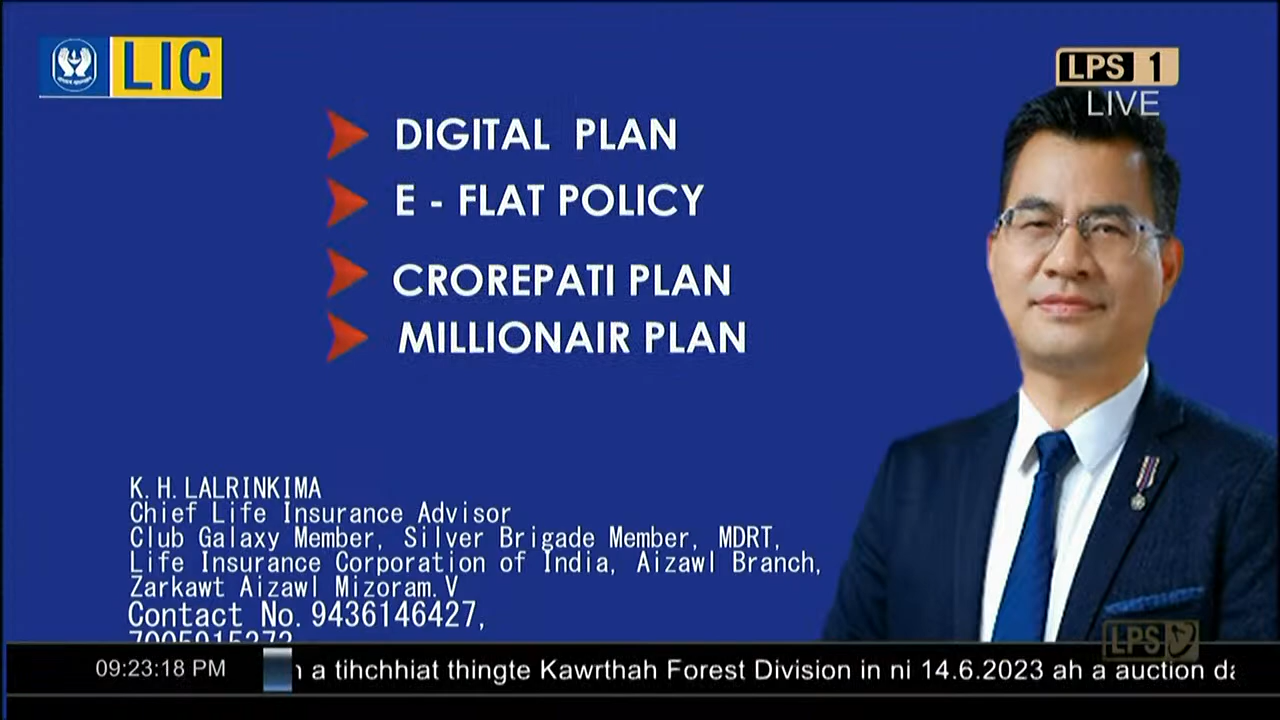 LIC
LPS 1
LIVE
DIGITAL PLAN
E - FLAT POLICY
CROREPATI PLAN
MILLIONAIR PLAN
K.H.LALRINKIMA
Chief Life Insurance Advisor
Club Galaxy Member, Silver Brigade Member, MDRT,
Life Insurance Corporation of India, Aizawl Branch,
Zarkawt Aizawl Mizoram.V
Contact No.9436146427,
LPS
09:23:18 PM
a tihchhiat thingte Kawrthah Forest Division in ni 14.6.2023 ah a auction